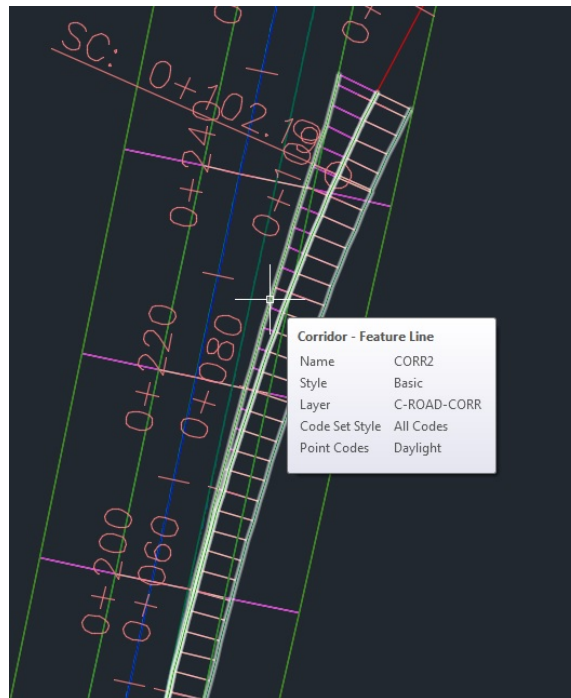 SC: 0+102.1
0+240
0+100
0+220
0+080
Corridor - Feature Line
Name CORR2
Style Basic
Layer C-ROAD-CORR
Code Set Style All Codes
Point Codes Daylight
0+200
0+060